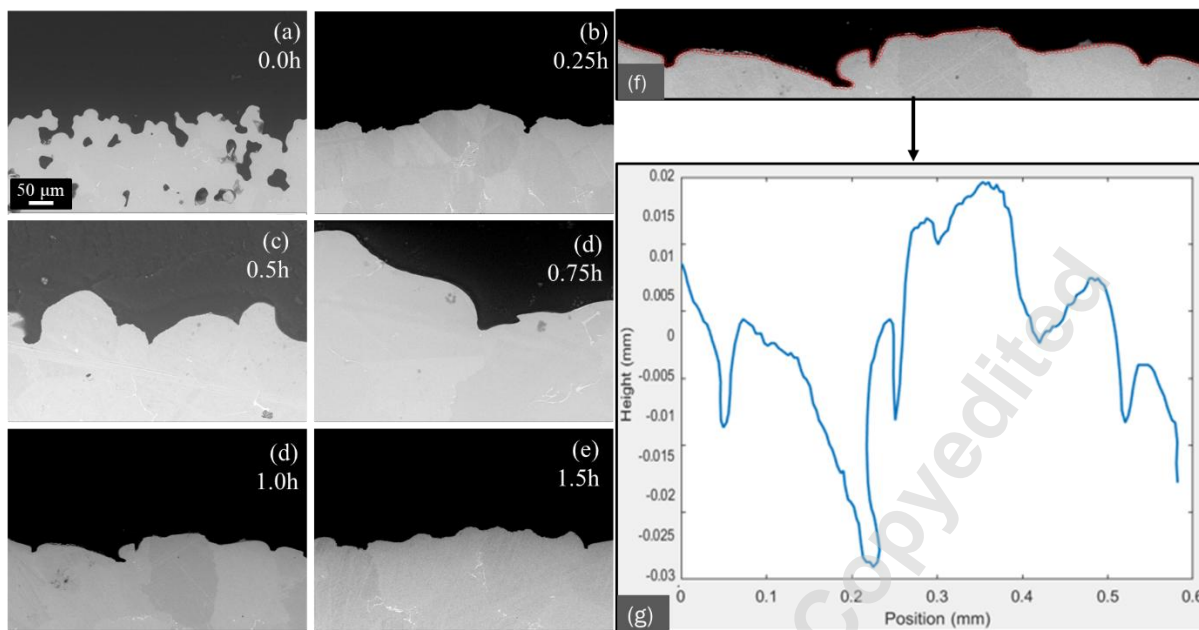 (a)
0.0h
50 μm
(b)
0.25h
(c)
0.5h
(d)
0.75h
(d)
1.0h
(e)
1.5h
(f)
0.02
0.015
0.01
0.005
0
-0.005
-0.01
-0.015
-0.02
-0.025
-0.03
Height (mm)
0
0.1
0.2
0.3
0.4
0.5
0.6
Position (mm)
(g)
Copyedited